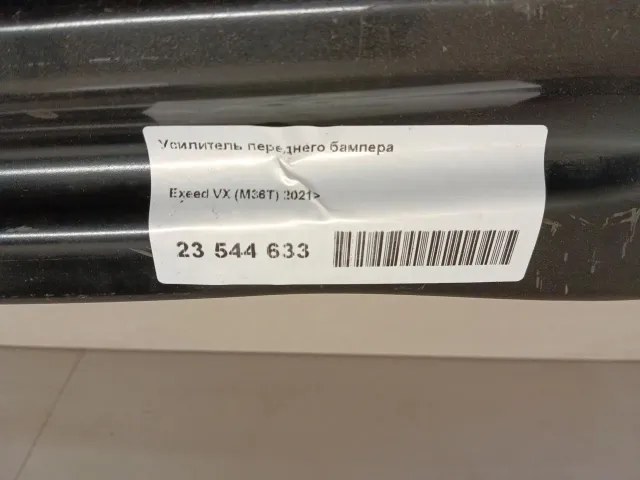 Усилитель переднего бампера
Exeed VX (M36T) 2021>
23 544 633